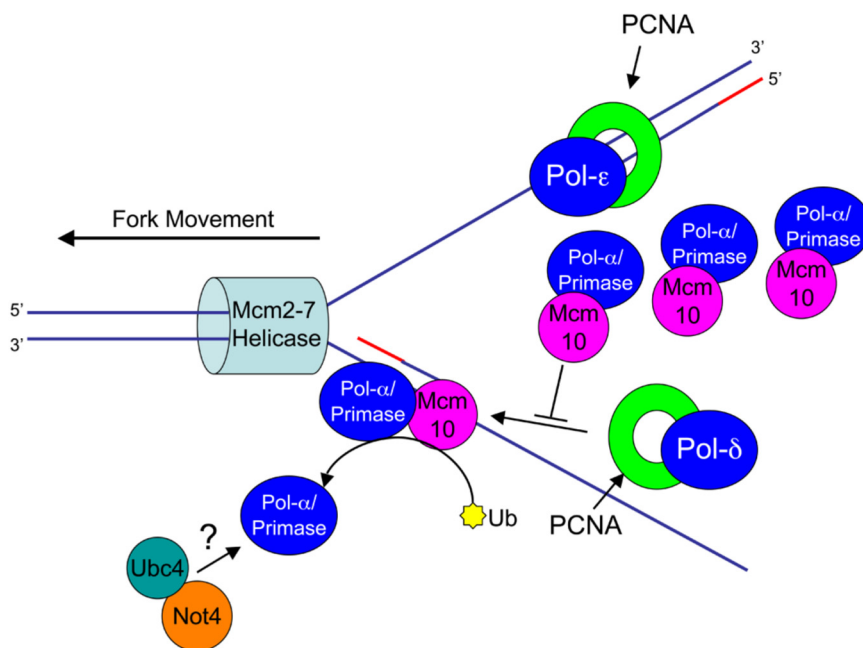 PCNA
3’
5’
Pol-ε
Fork Movement
Pol-α/
Primase
Mcm
10
Pol-α/
Primase
Mcm
10
Pol-α/
Primase
Mcm
10
5’
3’
Mcm2-7
Helicase
Pol-α/
Primase
Mcm
10
Pol-δ
PCNA
Pol-α/
Primase
Ub
?
Ubc4
Not4